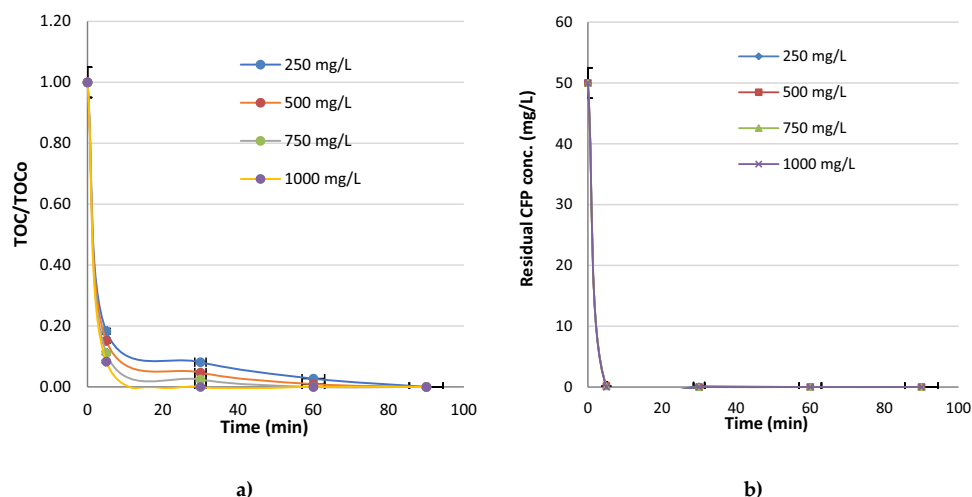 1.20
1.00
0.80
0.60
0.40
0.20
0.00
TOC/TOCo
250 mg/L
500 mg/L
750 mg/L
1000 mg/L
0 20 40 60 80 100
Time (min)
a)
60
50
40
30
20
10
0
Residual CFP conc. (mg/L)
250 mg/L
500 mg/L
750 mg/L
1000 mg/L
0 20 40 60 80 100
Time (min)
b)